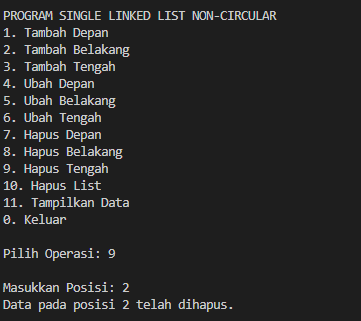 PROGRAM SINGLE LINKED LIST NON-CIRCULAR
1. Tambah Depan
2. Tambah Belakang
3. Tambah Tengah
4. Ubah Depan
5. Ubah Belakang
6. Ubah Tengah
7. Hapus Depan
8. Hapus Belakang
9. Hapus Tengah
10. Hapus List
11. Tampilkan Data
0. Keluar
Pilih Operasi: 9
Masukkan Posisi: 2
Data pada posisi 2 telah dihapus.